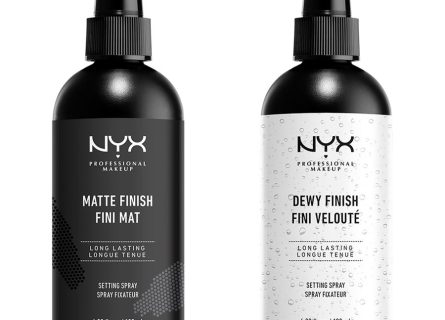 NYX
PROFESSIONAL
MAKEUP
MATTE FINISH
FINI MAT
LONG LASTING
LONGUE TENUE
SETTING SPRAY
SPRAY FIXATEUR
NYX
PROFESSIONAL
MAKEUP
DEWY FINISH
FINI VELOUTÉ
LONG LASTING
LONGUE TENUE
SETTING SPRAY
SPRAY FIXATEUR